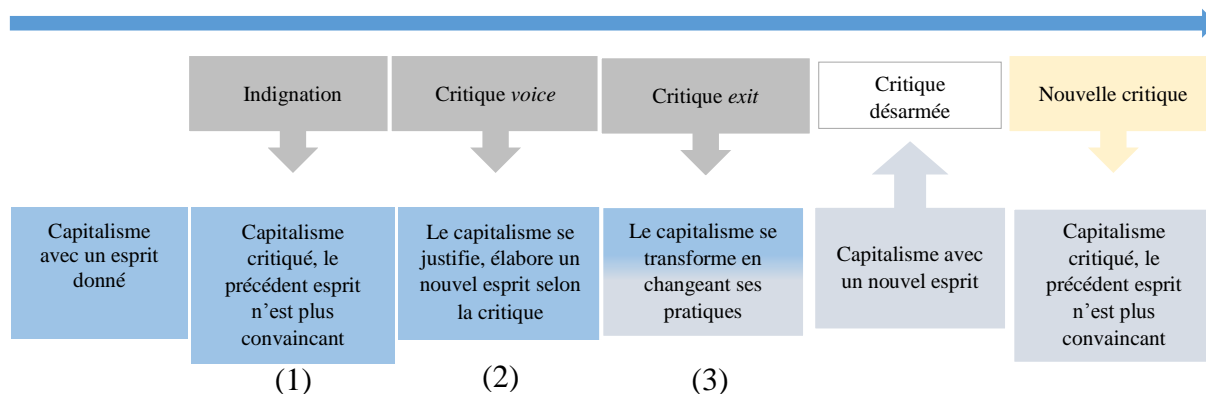 Indignation
Critique voice
Critique exit
Critique
désarmée
Nouvelle critique
Capitalisme
avec un esprit
donné
Capitalisme
critiqué, le
précédent esprit
n’est plus
convaincant
Le capitalisme se
justifie, élabore un
nouvel esprit selon
la critique
Le capitalisme se
transforme en
changeant ses
pratiques
Capitalisme avec
un nouvel esprit
Capitalisme
critiqué, le
précédent esprit
n’est plus
convaincant
(1)
(2)
(3)